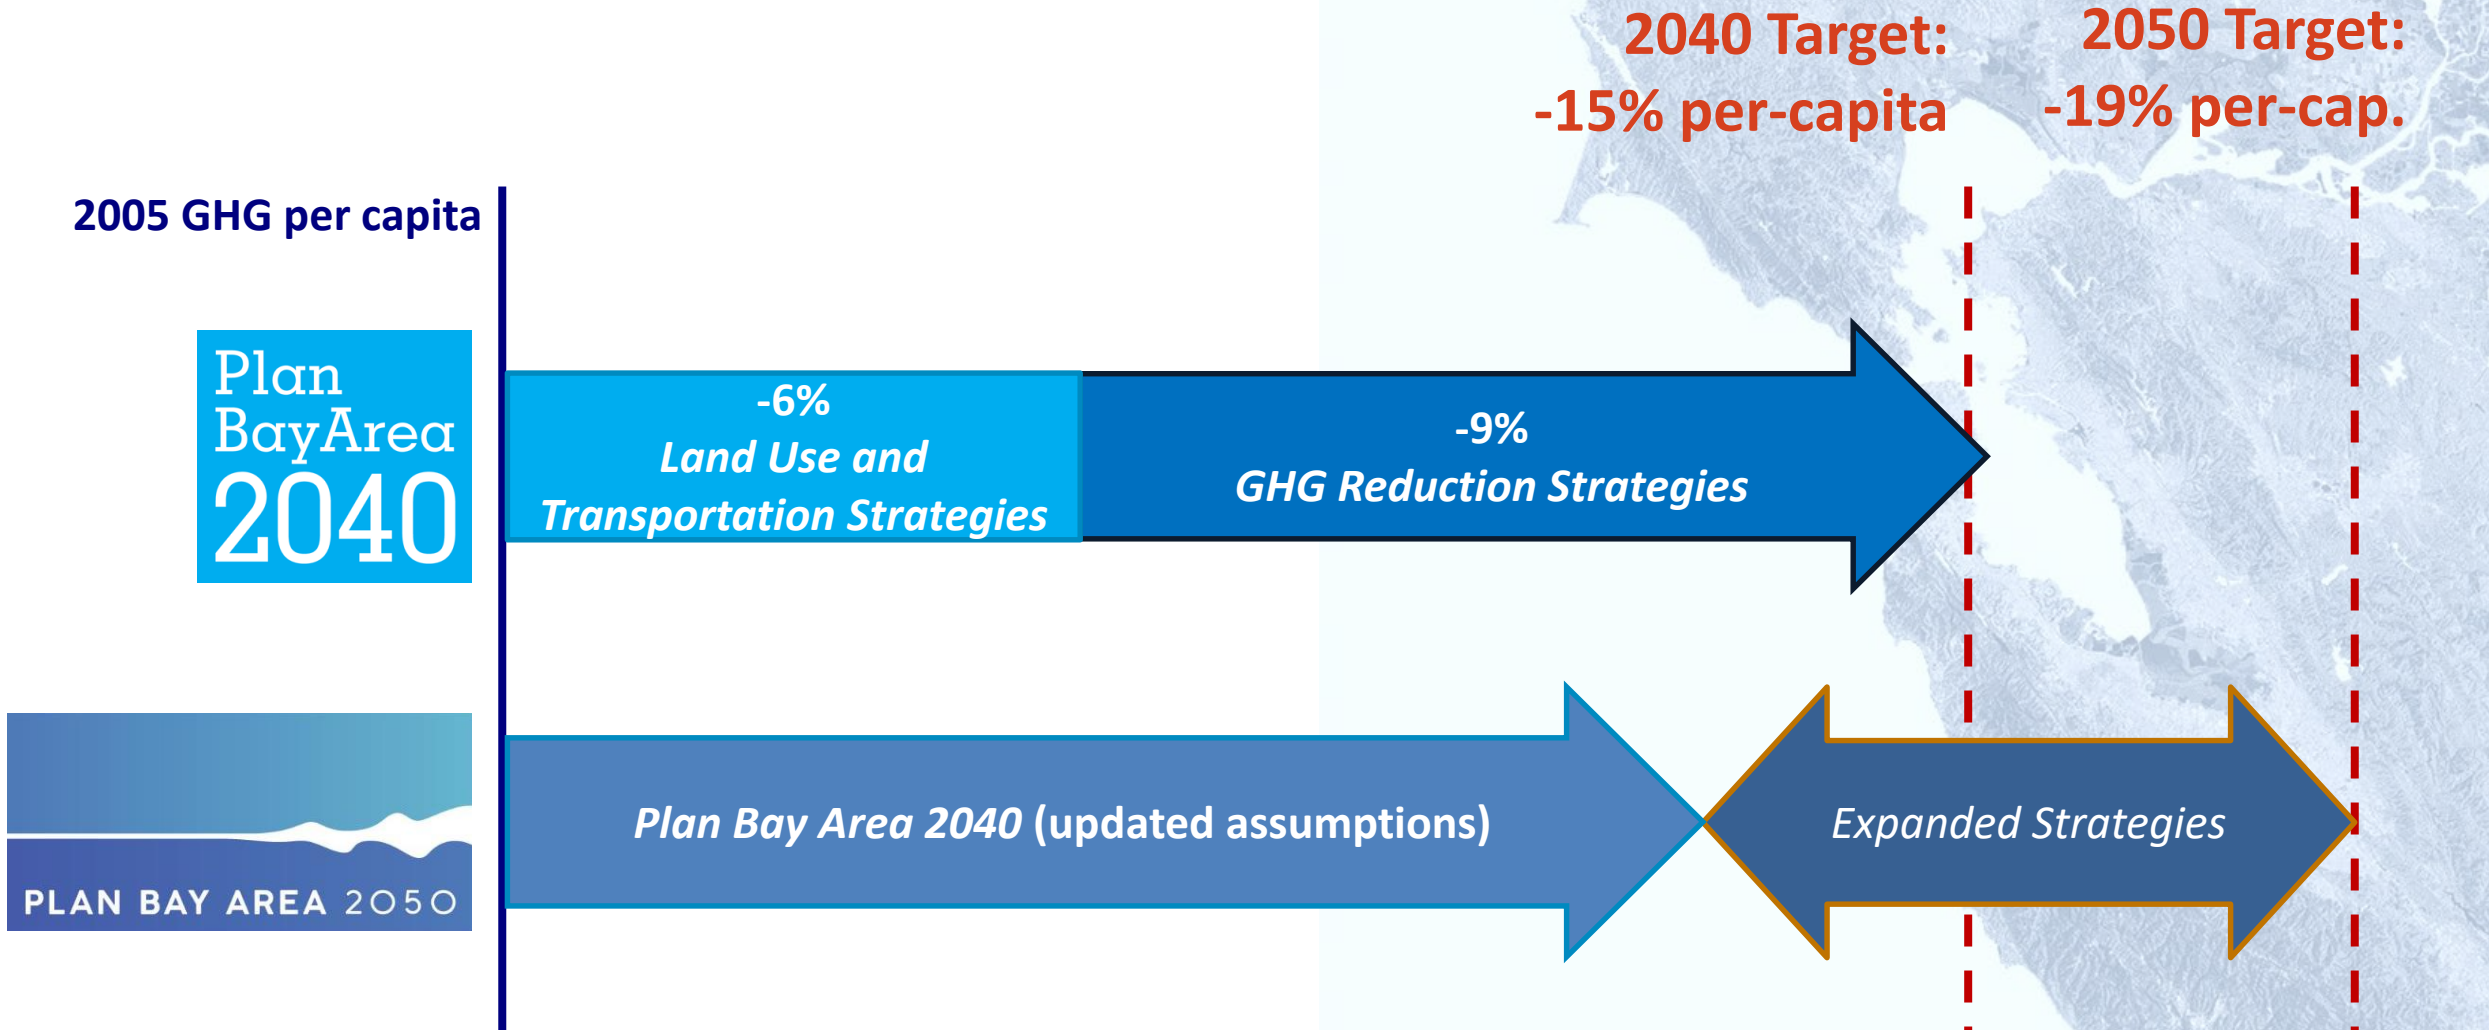 2040 Target:
-15% per-capita
2050 Target:
-19% per-cap.
2005 GHG per capita
Plan
BayArea
2040
-6%
Land Use and
Transportation Strategies
-9%
GHG Reduction Strategies
PLAN BAY AREA 2050
Plan Bay Area 2040 (updated assumptions)
Expanded Strategies